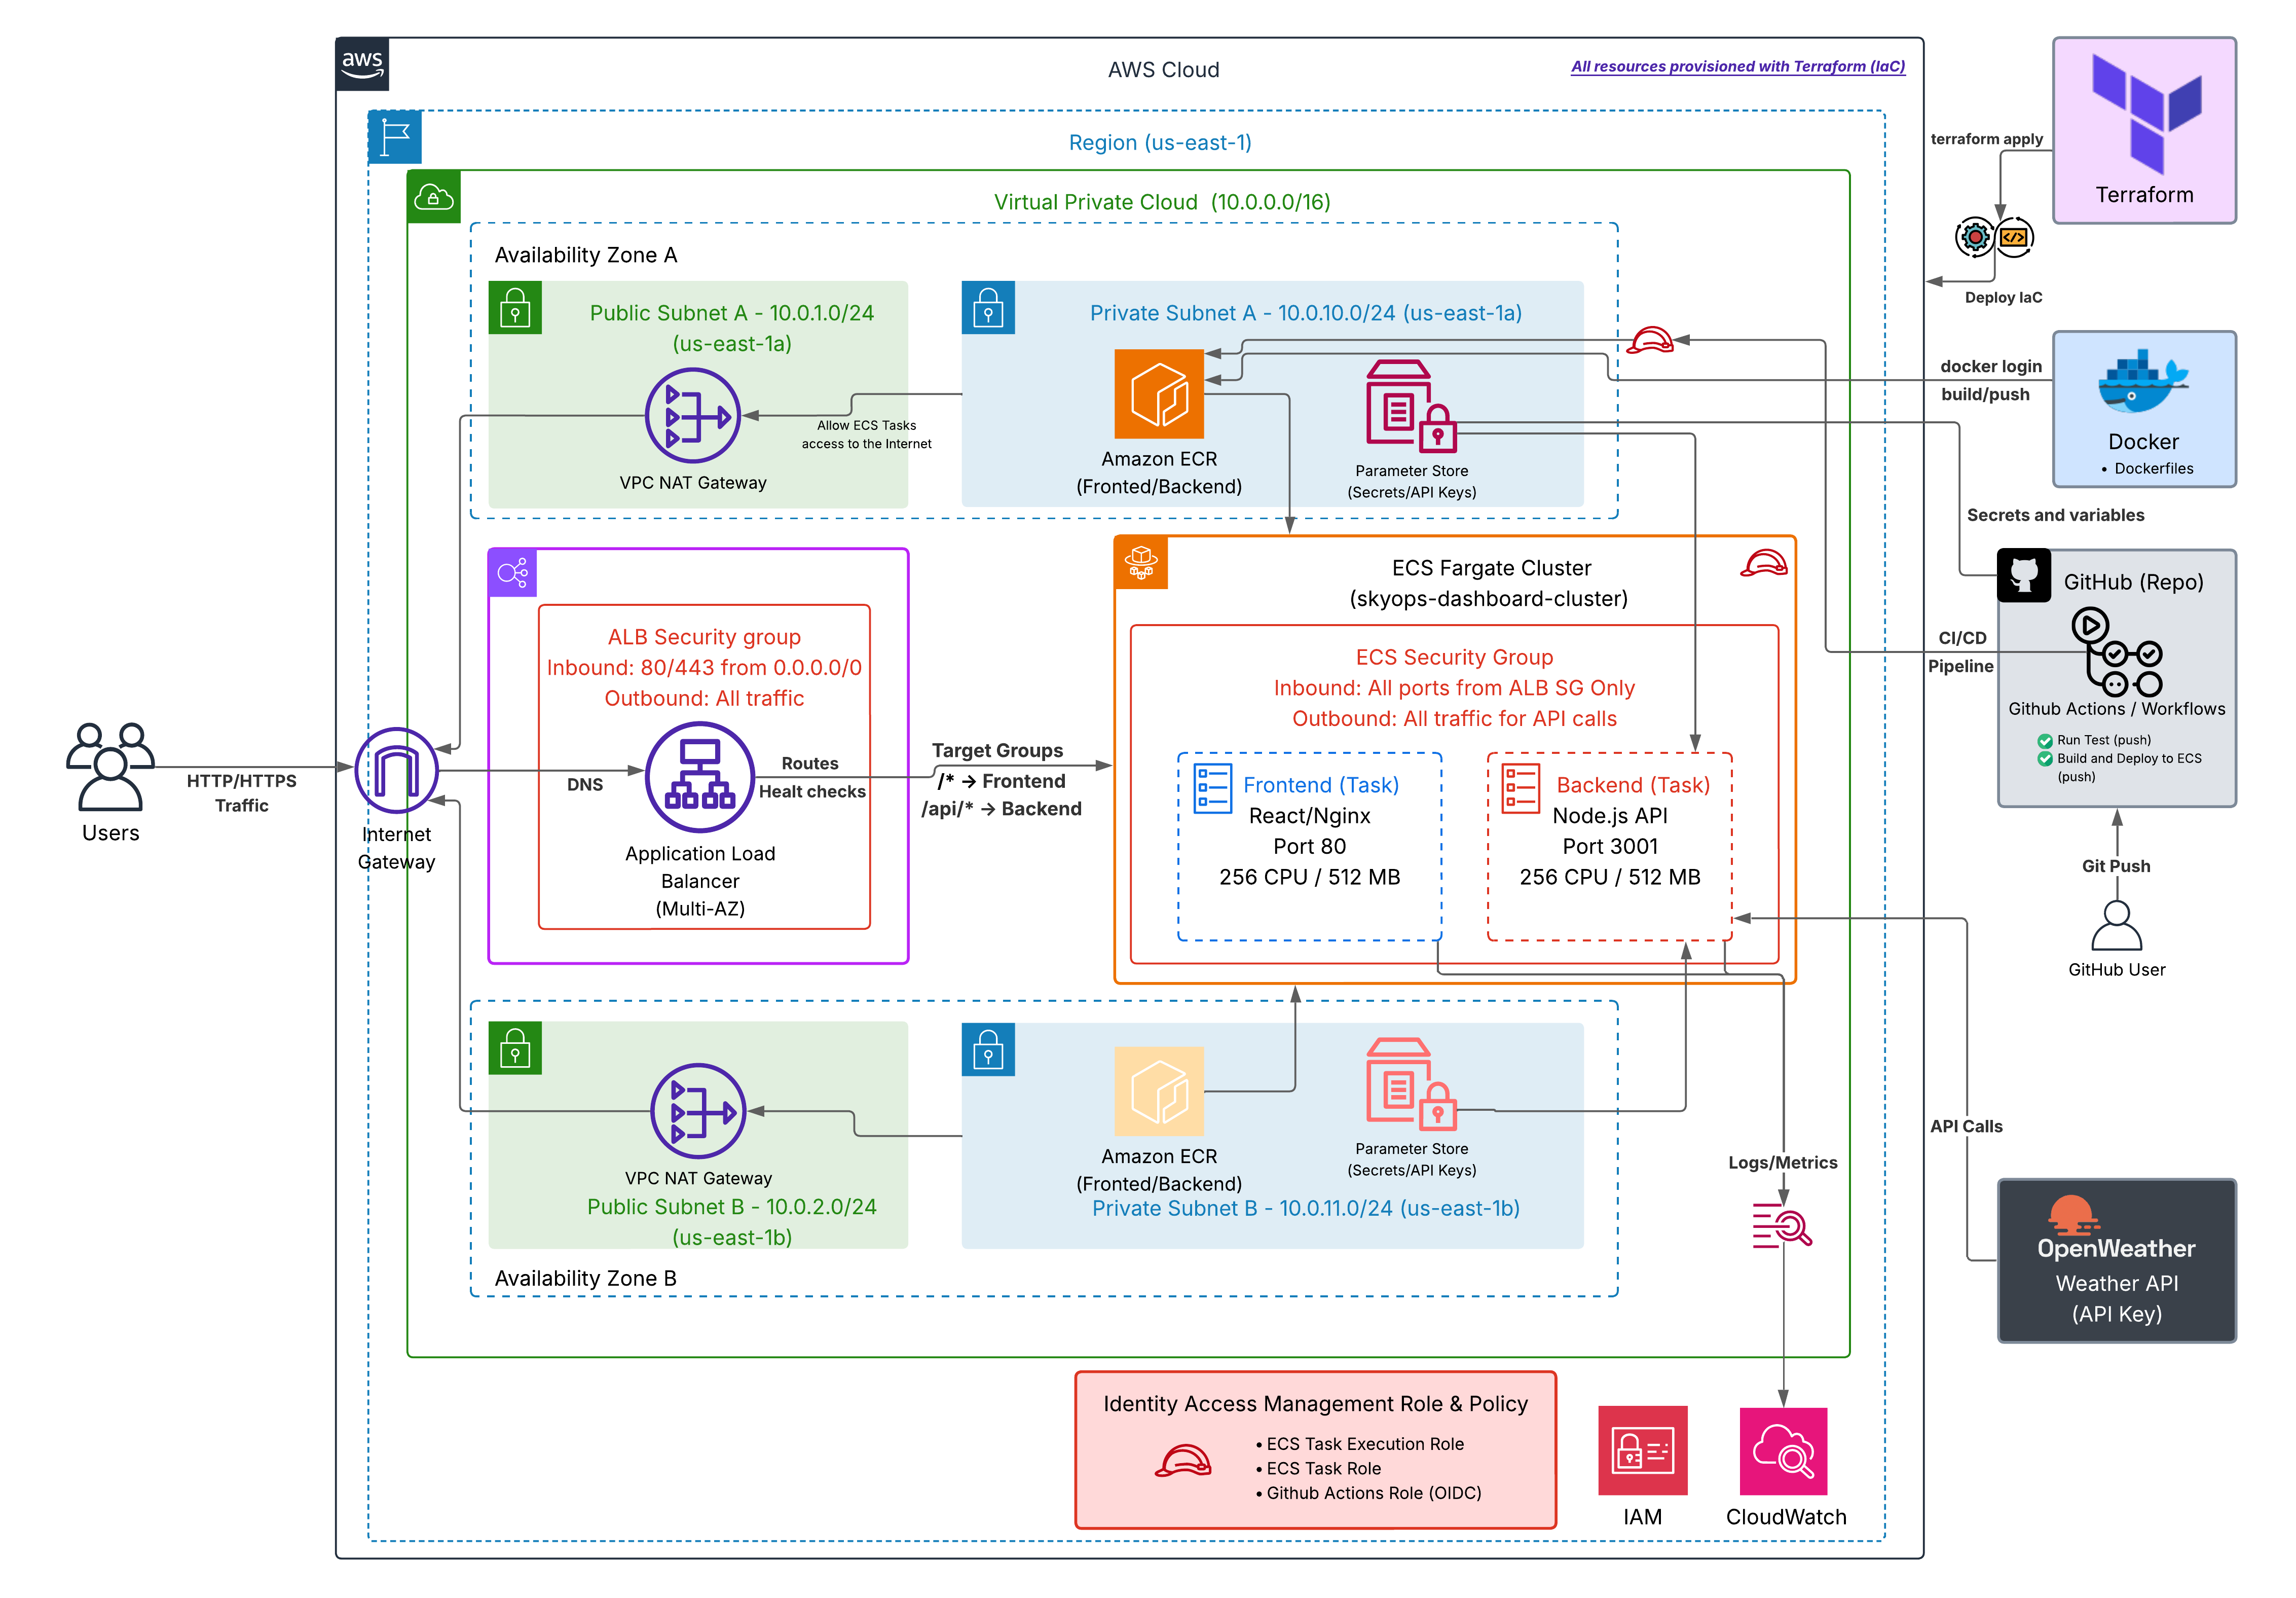 aws
AWS Cloud
All resources provisioned with Terraform (IaC)
Region (us-east-1)
Virtual Private Cloud (10.0.0.0/16)
Availability Zone A
Public Subnet A - 10.0.1.0/24
(us-east-1a)
VPC NAT Gateway
Allow ECS Tasks
access to the Internet
Private Subnet A - 10.0.10.0/24 (us-east-1a)
Amazon ECR
(Fronted/Backend)
Parameter Store
(Secrets/API Keys)
terraform apply
Terraform
Deploy IaC
docker login
build/push
Docker
• Dockerfiles
Secrets and variables
GitHub (Repo)
CI/CD
Pipeline
Github Actions / Workflows
Run Test (push)
Build and Deploy to ECS
(push)
Git Push
GitHub User
Users
HTTP/HTTPS
Traffic
Internet
Gateway
DNS
ALB Security group
Inbound: 80/443 from 0.0.0.0/0
Outbound: All traffic
Application Load
Balancer
(Multi-AZ)
Routes
Healt checks
Target Groups
/* → Frontend
/api/* → Backend
ECS Fargate Cluster
(skyops-dashboard-cluster)
ECS Security Group
Inbound: All ports from ALB SG Only
Outbound: All traffic for API calls
Frontend (Task)
React/Nginx
Port 80
256 CPU / 512 MB
Backend (Task)
Node.js API
Port 3001
256 CPU / 512 MB
VPC NAT Gateway
Public Subnet B - 10.0.2.0/24
(us-east-1b)
Availability Zone B
Amazon ECR
(Fronted/Backend)
Parameter Store
(Secrets/API Keys)
Private Subnet B - 10.0.11.0/24 (us-east-1b)
Logs/Metrics
API Calls
OpenWeather
Weather API
(API Key)
Identity Access Management Role & Policy
• ECS Task Execution Role
• ECS Task Role
• Github Actions Role (OIDC)
IAM
CloudWatch